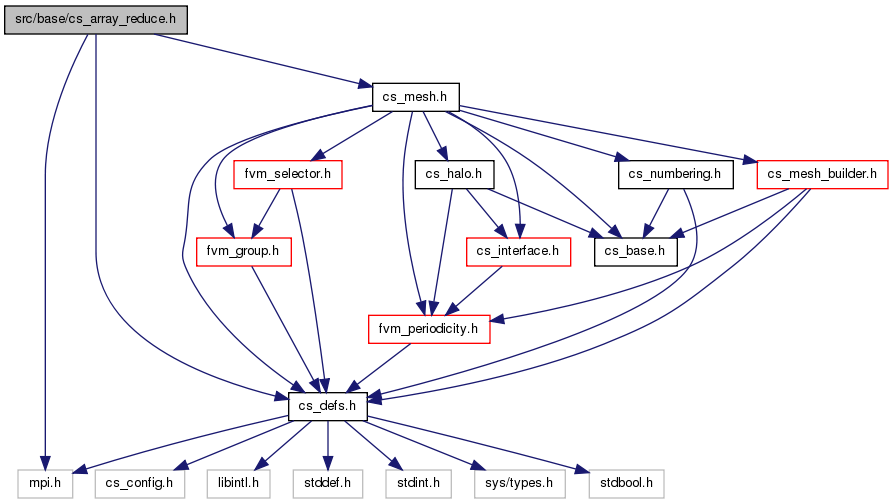 src/base/cs_array_reduce.h
cs_mesh.h
fvm_selector.h
cs_halo.h
cs_numbering.h
cs_mesh_builder.h
fvm_group.h
cs_interface.h
cs_base.h
fvm_periodicity.h
cs_defs.h
mpi.h
cs_config.h
libintl.h
stddef.h
stdint.h
sys/types.h
stdbool.h